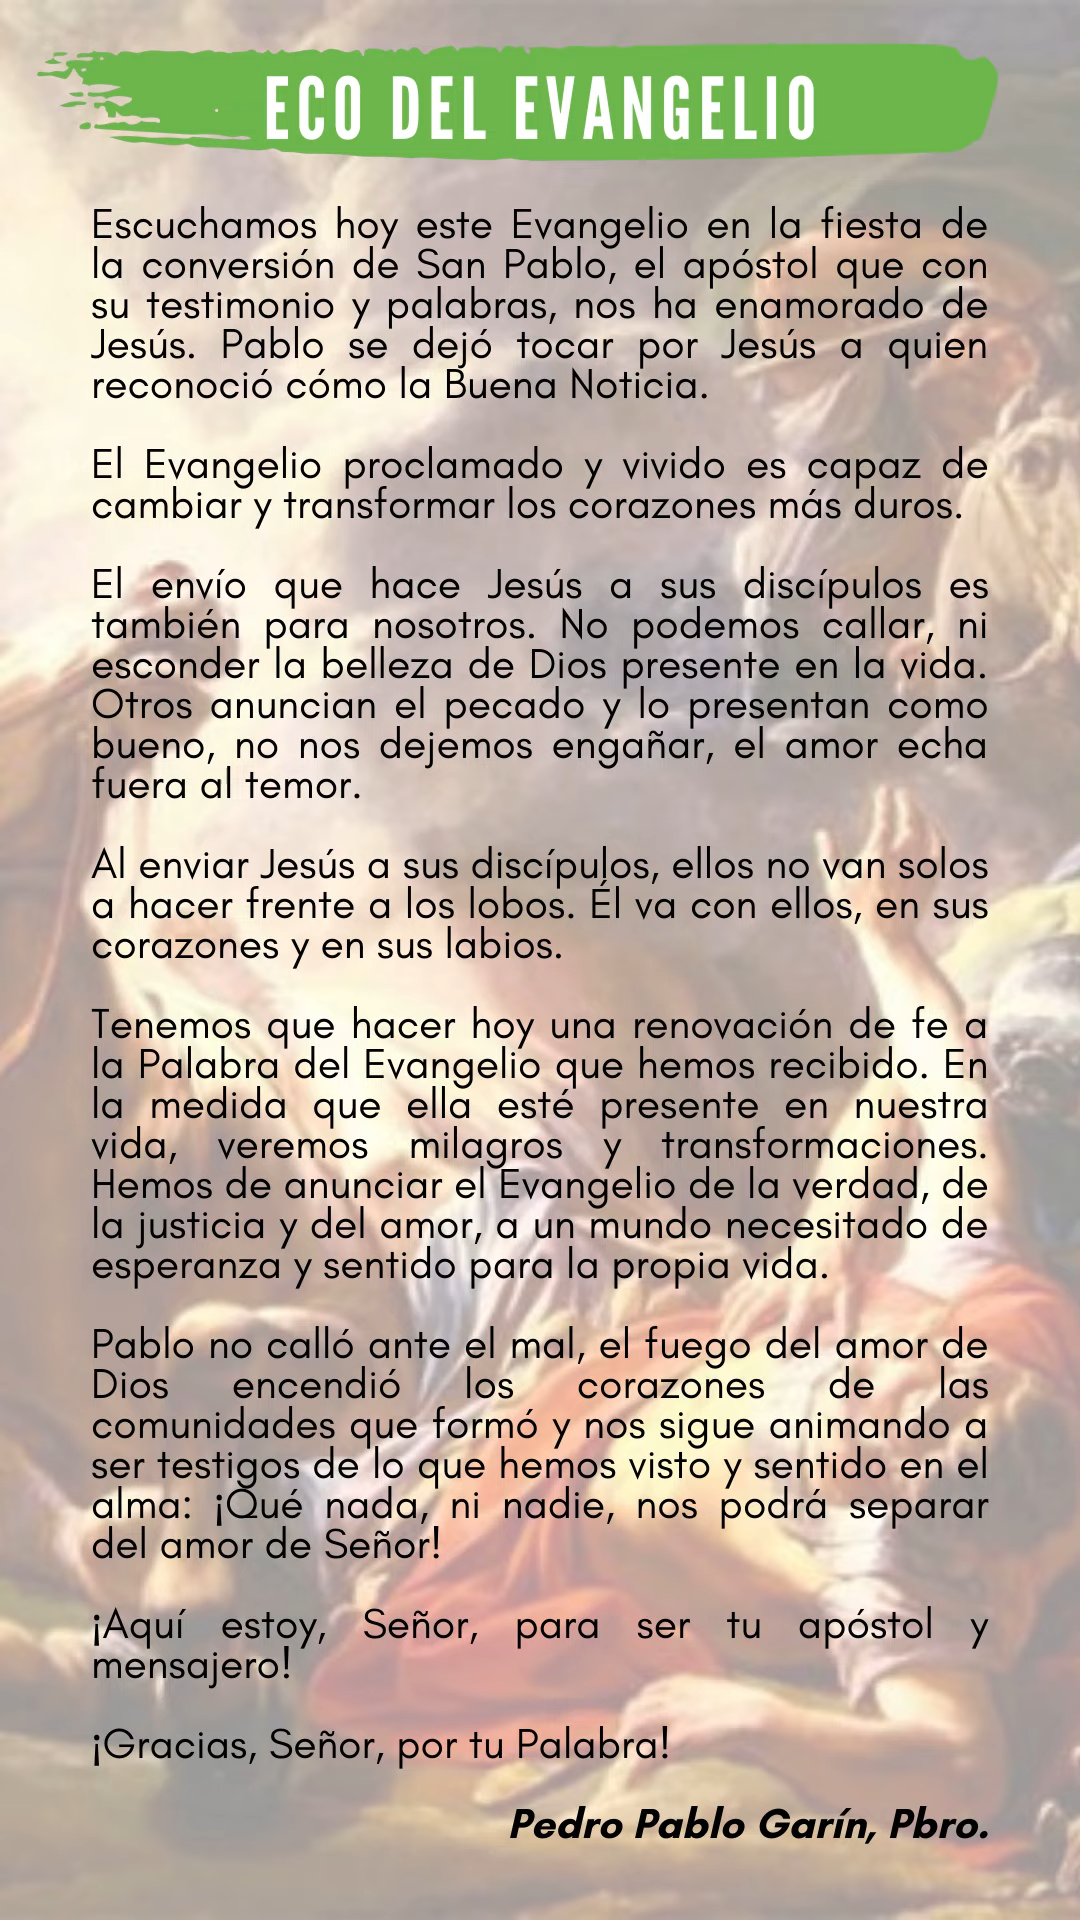 ECO DEL EVANGELIO
Escuchamos hoy este Evangelio en la fiesta de
la conversión de San Pablo, el apóstol que con
su testimonio y palabras, nos ha enamorado de
Jesús. Pablo se dejó tocar por Jesús a quien
reconoció cómo la Buena Noticia.
El Evangelio proclamado y vivido es capaz de
cambiar y transformar los corazones más duros.
El envío que hace Jesús a sus discípulos es
también para nosotros. No podemos callar, ni
esconder la belleza de Dios presente en la vida.
Otros anuncian el pecado y lo presentan como
bueno, no nos dejemos engañar, el amor echa
fuera al temor.
Al enviar Jesús a sus discípulos, ellos no van solos
a hacer frente a los lobos. Él va con ellos, en sus
corazones y en sus labios.
Tenemos que hacer hoy una renovación de fe a
la Palabra del Evangelio que hemos recibido. En
la medida que ella esté presente en nuestra
vida, veremos milagros y transformaciones.
Hemos de anunciar el Evangelio de la verdad, de
la justicia y del amor, a un mundo necesitado de
esperanza y sentido para la propia vida.
Pablo no calló ante el mal, el fuego del amor de
Dios encendió los corazones de las
comunidades que formó y nos sigue animando a
ser testigos de lo que hemos visto y sentido en el
alma: ¡Qué nada, ni nadie, nos podrá separar
del amor de Señor!
¡Aquí estoy, Señor, para ser tu apóstol y
mensajero!
¡Gracias, Señor, por tu Palabra!
Pedro Pablo Garín, Pbro.